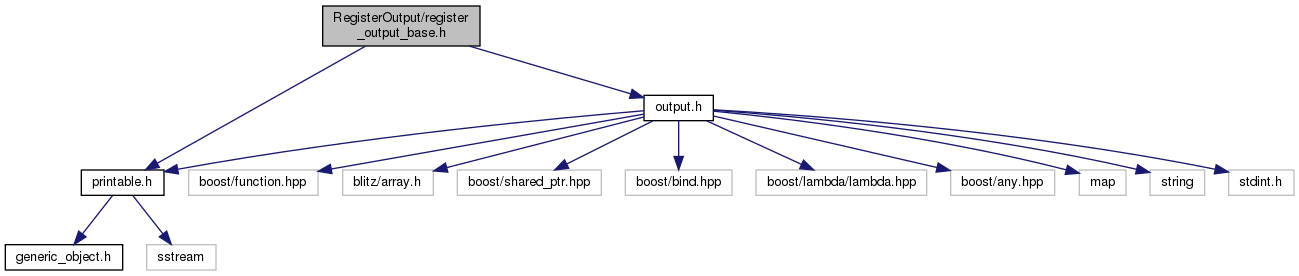 RegisterOutput/register
_output_base.h
output.h
printable.h
boost/function.hpp
blitz/array.h
boost/shared_ptr.hpp
boost/bind.hpp
boost/lambda/lambda.hpp
boost/any.hpp
map
string
stdint.h
generic_object.h
sstream